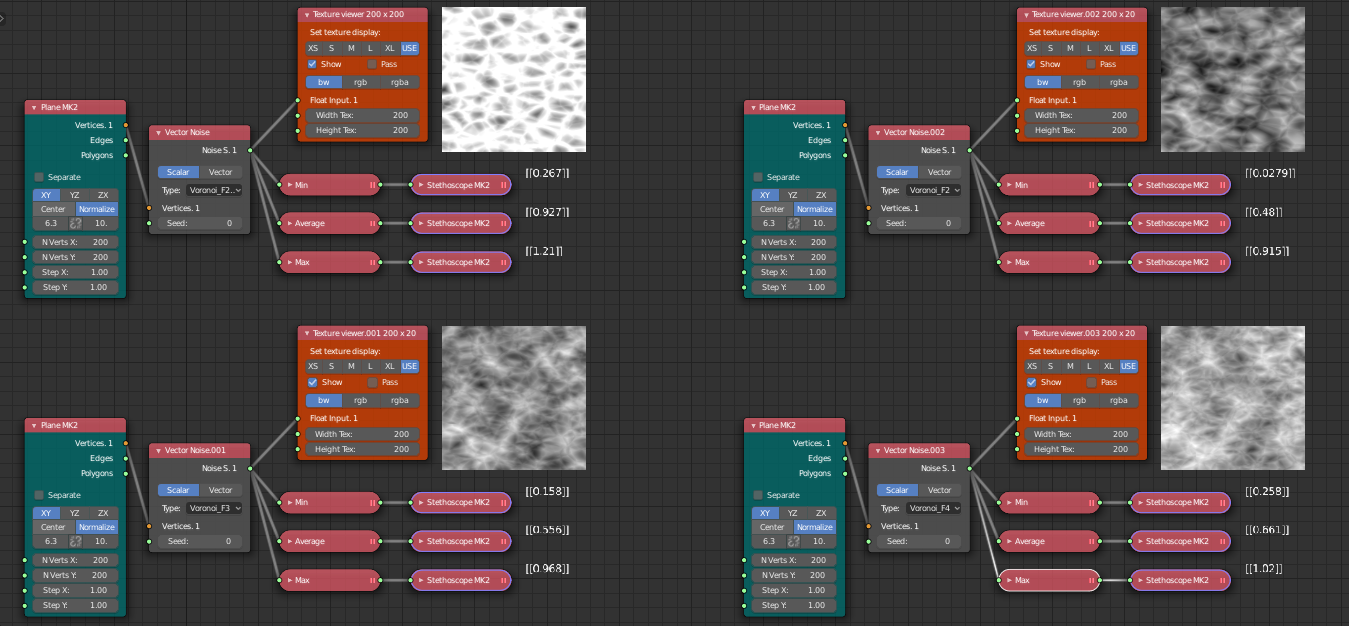 Texture viewer 200 x 200
Set texture display:
XS S M L XL USE
Show Pass
bw rgb rgba
Float Input. 1
Width Tex: 200
Height Tex: 200
Plane MK2
Vertices. 1
Edges
Polygons
Separate
XY YZ ZX
Center Normalize
6.3 10.
N Verts X: 200
N Verts Y: 200
Step X: 1.00
Step Y: 1.00
Vector Noise
Noise S. 1
Scalar Vector
Type: Voronoi_F2..
Vertices. 1
Seed: 0
Min Stethoscope MK2 [[0.267]]
Average Stethoscope MK2 [[0.927]]
Max Stethoscope MK2 [[1.21]]
Texture viewer.002 200 x 20
Set texture display:
XS S M L XL USE
Show Pass
bw rgb rgba
Float Input. 1
Width Tex: 200
Height Tex: 200
Plane MK2
Vertices. 1
Edges
Polygons
Separate
XY YZ ZX
Center Normalize
6.3 10.
N Verts X: 200
N Verts Y: 200
Step X: 1.00
Step Y: 1.00
Vector Noise.002
Noise S. 1
Scalar Vector
Type: Voronoi_F2
Vertices. 1
Seed: 0
Min Stethoscope MK2 [[0.0279]]
Average Stethoscope MK2 [[0.48]]
Max Stethoscope MK2 [[0.915]]
Texture viewer.001 200 x 20
Set texture display:
XS S M L XL USE
Show Pass
bw rgb rgba
Float Input. 1
Width Tex: 200
Height Tex: 200
Plane MK2
Vertices. 1
Edges
Polygons
Separate
XY YZ ZX
Center Normalize
6.3 10.
N Verts X: 200
N Verts Y: 200
Step X: 1.00
Step Y: 1.00
Vector Noise.001
Noise S. 1
Scalar Vector
Type: Voronoi_F3
Vertices. 1
Seed: 0
Min Stethoscope MK2 [[0.158]]
Average Stethoscope MK2 [[0.556]]
Max Stethoscope MK2 [[0.968]]
Texture viewer.003 200 x 20
Set texture display:
XS S M L XL USE
Show Pass
bw rgb rgba
Float Input. 1
Width Tex: 200
Height Tex: 200
Plane MK2
Vertices. 1
Edges
Polygons
Separate
XY YZ ZX
Center Normalize
6.3 10.
N Verts X: 200
N Verts Y: 200
Step X: 1.00
Step Y: 1.00
Vector Noise.003
Noise S. 1
Scalar Vector
Type: Voronoi_F4
Vertices. 1
Seed: 0
Min Stethoscope MK2 [[0.258]]
Average Stethoscope MK2 [[0.661]]
Max Stethoscope MK2 [[1.02]]